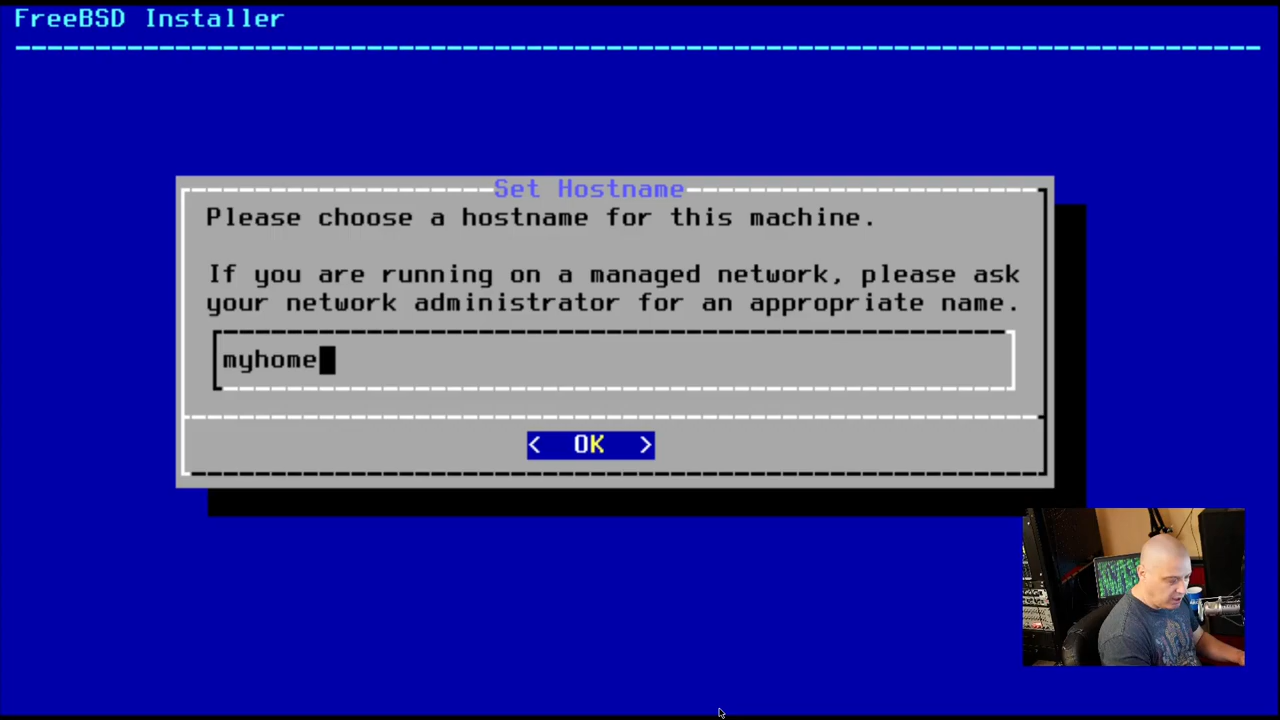 FreeBSD Installer
Set Hostname
Please choose a hostname for this machine.
If you are running on a managed network, please ask
your network administrator for an appropriate name.
myhome
< OK >